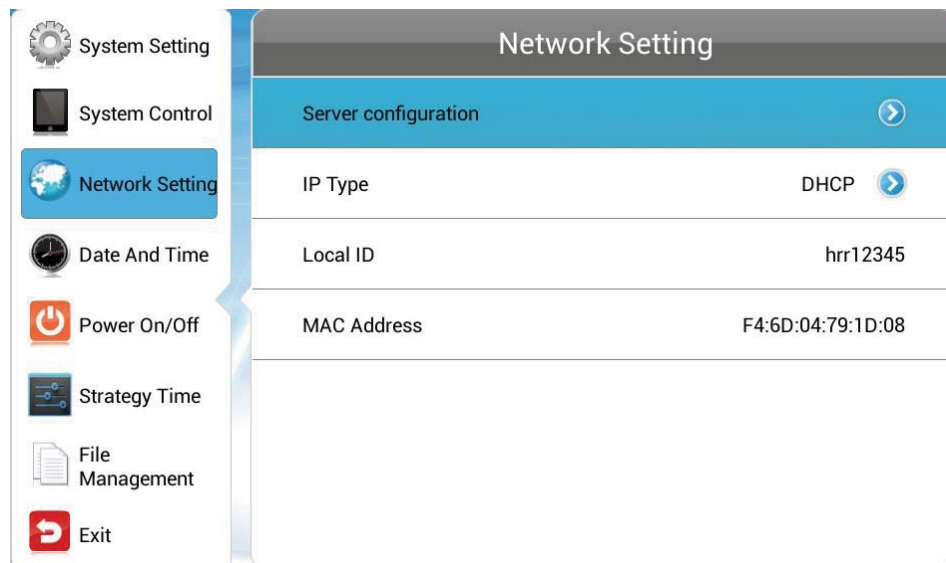 System Setting
System Control
Network Setting
Date And Time
Power On/Off
Strategy Time
File
Management
Exit
Network Setting
Server configuration
IP Type DHCP
Local ID hrr12345
MAC Address F4:6D:04:79:1D:08